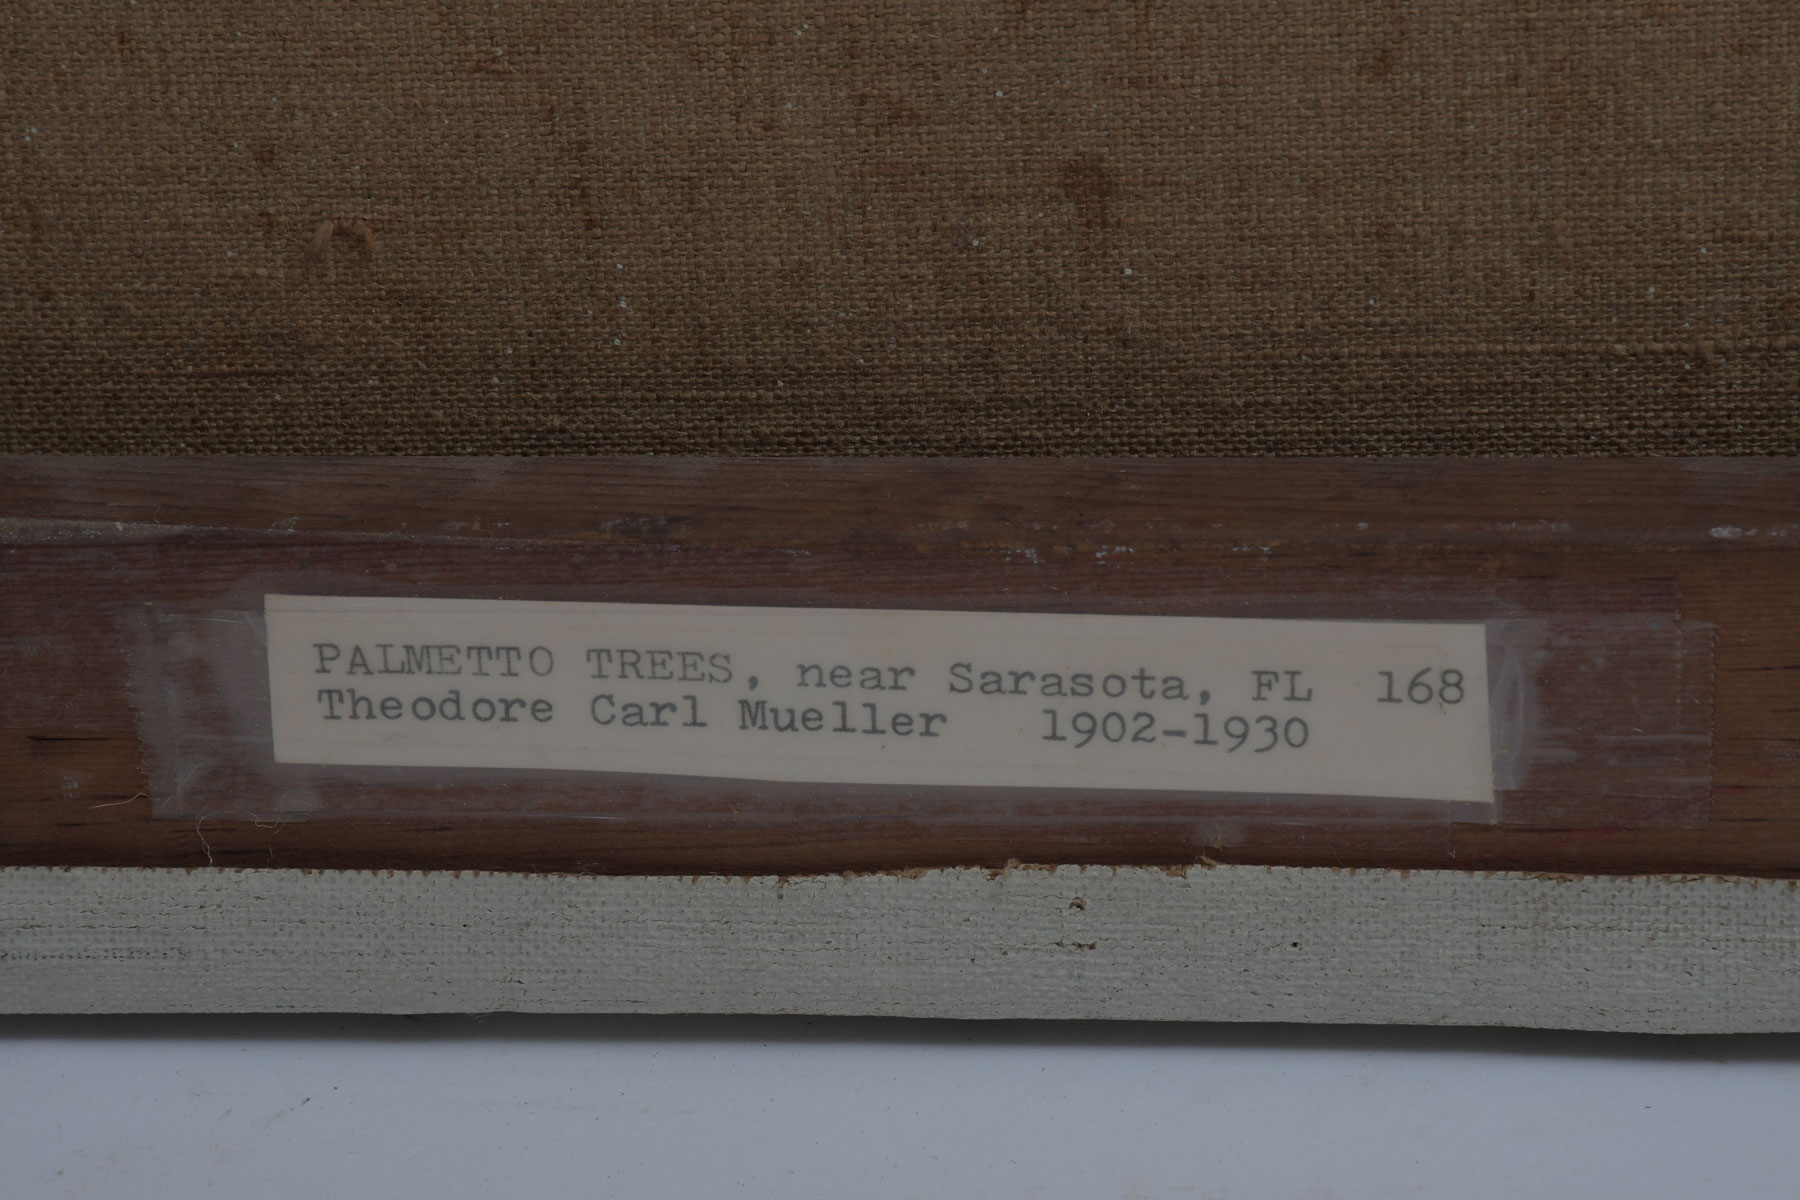 PALMETTO TREES, near Sarasota, FL 168
Theodore Carl Mueller 1902-1930